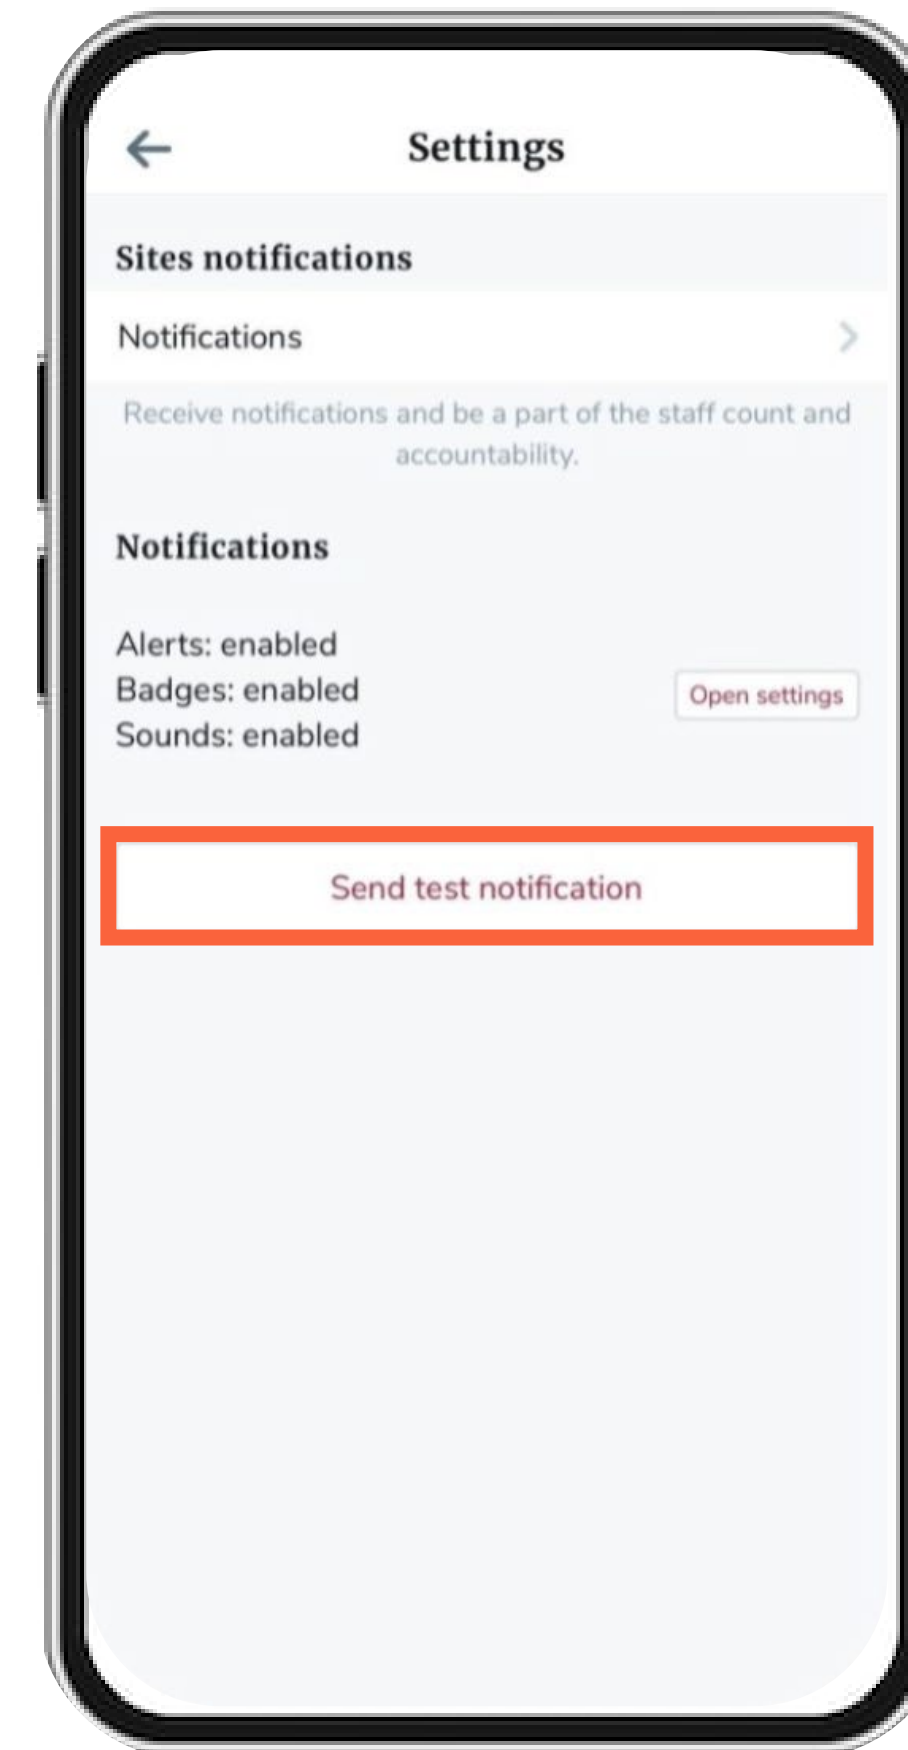 Settings
Sites notifications
Notifications
Receive notifications and be a part of the staff count and
accountability.
Notifications
Alerts: enabled
Badges: enabled
Open settings
Sounds: enabled
Send test notification